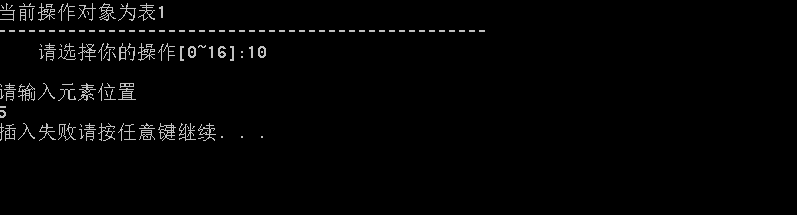 当前操作对象为表1
--------------------------------------------------
请选择你的操作[0~16]:10
请输入元素位置
5
插入失败请按任意键继续. . .